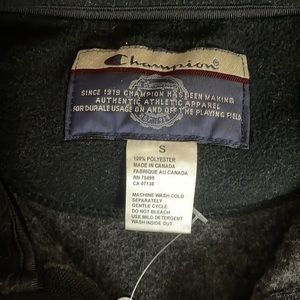 Champion
SINCE 1919 CHAMPION HAS BEEN MAKING
AUTHENTIC ATHLETIC APPAREL
FOR DURABLE USAGE ON AND OFF THE PLAYING FIELD.
S
100% POLYESTER
MADE IN CANADA
FABRIQUE AU CANADA
RN 75499
CA 07130
MACHINE WASH COLD
SEPARATELY
GENTLE CYCLE
DO NOT BLEACH
USE MILD DETERGENT
WASH INSIDE OUT